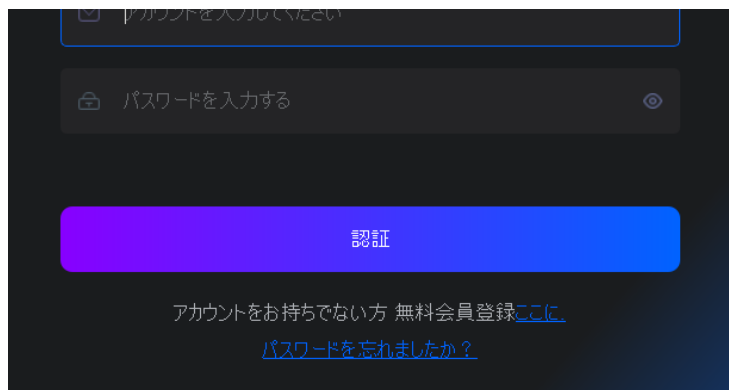 アカウントを入力してください
パスワードを入力する
認証
アカウントをお持ちでない方 無料会員登録ここに.
パスワードを忘れましたか？